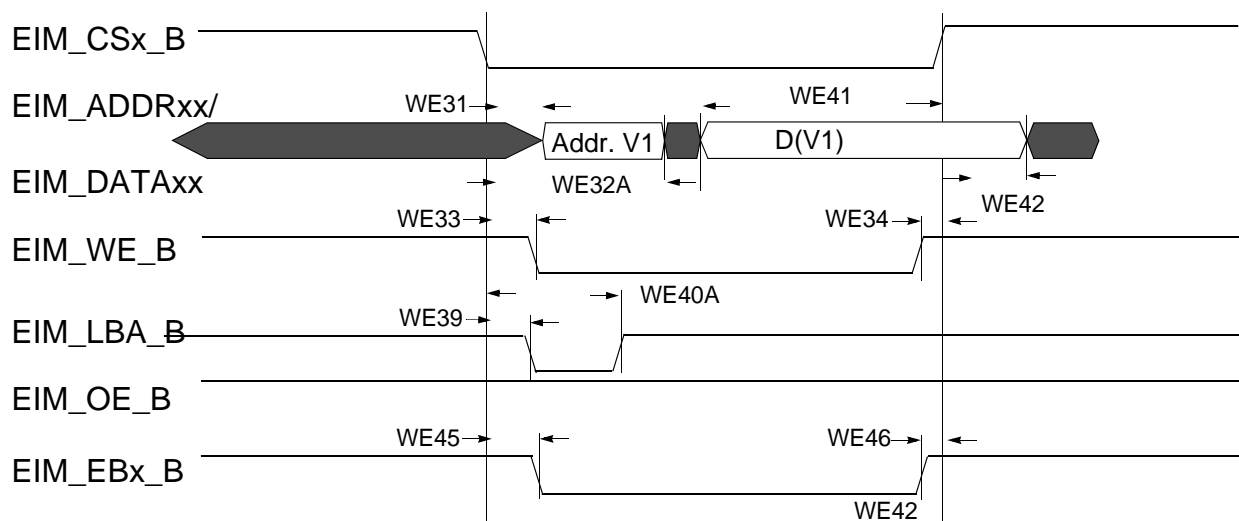 EIM_CSx_B
WE31
WE41
EIM_ADDRxx/
Addr. V1
D(V1)
EIM_DATAxx
WE32A
WE42
WE33
WE34
EIM_WE_B
WE40A
WE39
EIM_LBA_B
EIM_OE_B
WE45
WE46
EIM_EBx_B
WE42